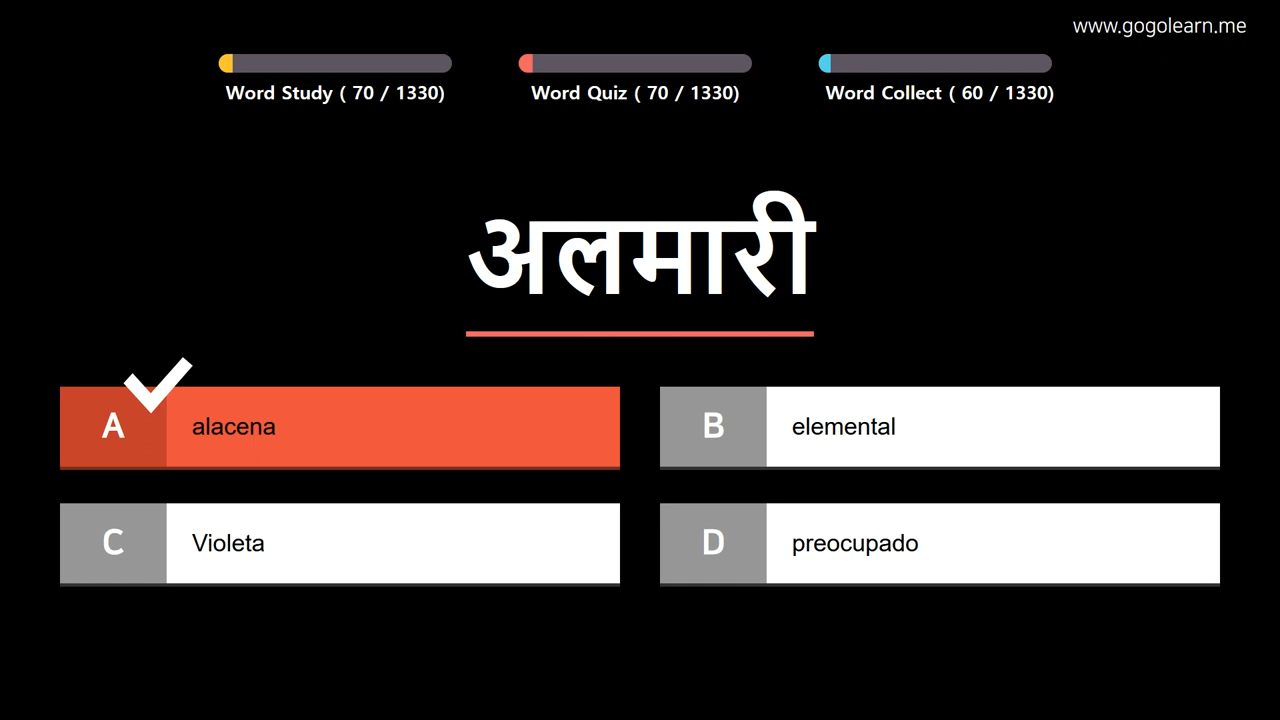 www.gogolearn.me
Word Study ( 70 / 1330)
Word Quiz ( 70 / 1330)
Word Collect ( 60 / 1330)
अलमारी
A alacena
B elemental
C Violeta
D preocupado